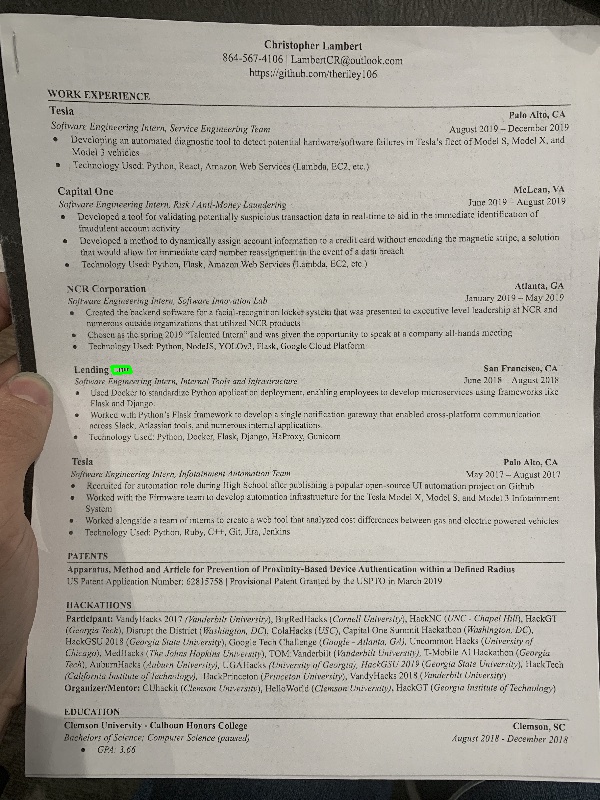 Christopher Lambert
864-567-4106 | LambertCR@outlook.com
https://github.com/theriley106
WORK EXPERIENCE
Tesla Palo Alto, CA
Software Engineering Intern, Service Engineering Team August 2019 – December 2019
• Developing an automated diagnostic tool to detect potential hardware/software failures in Tesla's fleet of Model S, Model X, and
Model 3 vehicles
• Technology Used: Python, React, Amazon Web Services (Lambda, EC2, etc.)
Capital One McLean, VA
Software Engineering Intern, Risk / Anti-Money Laundering June 2019 – August 2019
• Developed a tool for validating potentially suspicious transaction data in real-time to aid in the immediate identification of
fraudulent account activity
• Developed a method to dynamically assign account information to a credit card without encoding the magnetic stripe, a solution
that would allow for immediate card number reassignment in the event of a data breach
• Technology Used: Python, Flask, Amazon Web Services (Lambda, EC2, etc.)
NCR Corporation Atlanta, GA
Software Engineering Intern, Software Innovation Lab January 2019 – May 2019
• Created the backend software for a facial-recognition locker system that was presented to executive level leadership at NCR and
numerous outside organizations that utilized NCR products
• Chosen as the spring 2019 "Talented Intern" and was given the opportunity to speak at a company all-hands meeting
• Technology Used: Python, NodeJS, YOLOv3, Flask, Google Cloud Platform
Lending San Francisco, CA
Software Engineering Intern, Internal Tools and Infrastructure June 2018 – August 2018
• Used Docker to standardize Python application deployment, enabling employees to develop microservices using frameworks like
Flask and Django
• Worked with Python's Flask framework to develop a single notification gateway that enabled cross-platform communication
across Slack, Atlassian tools, and numerous internal applications
• Technology Used: Python, Docker, Flask, Django, HaProxy, Gunicorn
Tesla Palo Alto, CA
Software Engineering Intern, Infotainment Automation Team May 2017 – August 2017
• Recruited for automation role during High School after publishing a popular open-source UI automation project on Github
• Worked with the Firmware team to develop automation infrastructure for the Tesla Model X, Model S, and Model 3 Infotainment
System
• Worked alongside a team of interns to create a web tool that analyzed cost differences between gas and electric powered vehicles
• Technology Used: Python, Ruby, C++, Git, Jira, Jenkins
PATENTS
Apparatus, Method and Article for Prevention of Proximity-Based Device Authentication within a Defined Radius
US Patent Application Number: 62815758 | Provisional Patent Granted by the USPTO in March 2019
HACKATHONS
Participant: VandyHacks 2017 (Vanderbilt University), BigRedHacks (Cornell University), HackNC (UNC - Chapel Hill), HackGT
(Georgia Tech), Disrupt the District (Washington, DC), ColaHacks (USC), Capital One Summit Hackathon (Washington, DC),
HackGSU 2018 (Georgia State University), Google Tech Challenge (Google - Atlanta, GA), Uncommon Hacks (University of
Chicago), MedHacks (The Johns Hopkins University), TOM:Vanderbilt (Vanderbilt University), T-Mobile AI Hackathon (Georgia
Tech), AuburnHacks (Auburn University), UGAHacks (University of Georgia), HackGSU 2019 (Georgia State University), HackTech
(California Institute of Technology), HackPrinceton (Princeton University), VandyHacks 2018 (Vanderbilt University)
Organizer/Mentor: CUhackit (Clemson University), HelloWorld (Clemson University), HackGT (Georgia Institute of Technology)
EDUCATION
Clemson University - Calhoun Honors College Clemson, SC
Bachelors of Science; Computer Science (paused) August 2018 - December 2018
• GPA: 3.66